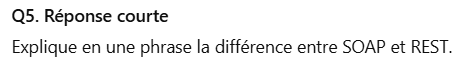 Q5. Réponse courte
Explique en une phrase la différence entre SOAP et REST.